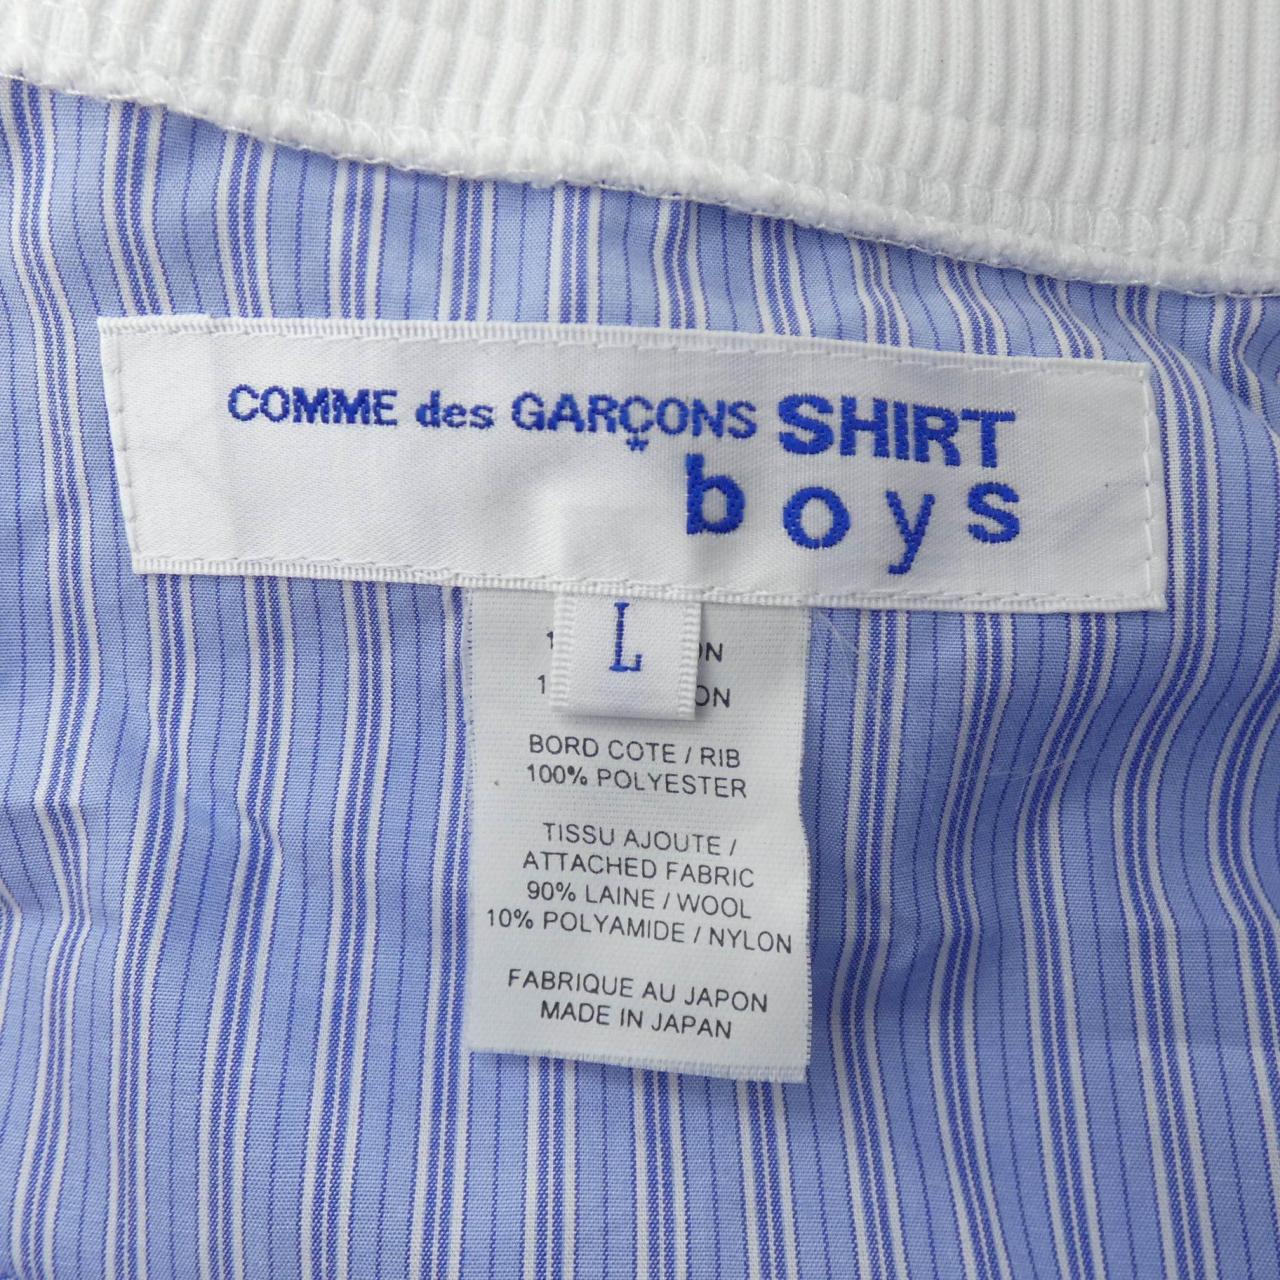 COMME des GARÇONS SHIRT
boys
L
BORD COTE / RIB
100% POLYESTER
TISSU AJOUTE /
ATTACHED FABRIC
90% LAINE / WOOL
10% POLYAMIDE / NYLON
FABRIQUE AU JAPON
MADE IN JAPAN